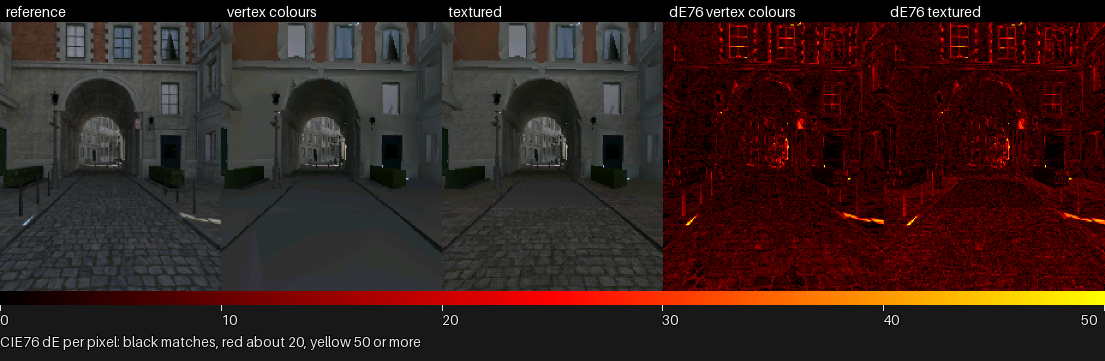 reference
vertex colours
textured
dE76 vertex colours
dE76 textured
0
10
20
30
40
50
CIE76 dE per pixel: black matches, red about 20, yellow 50 or more